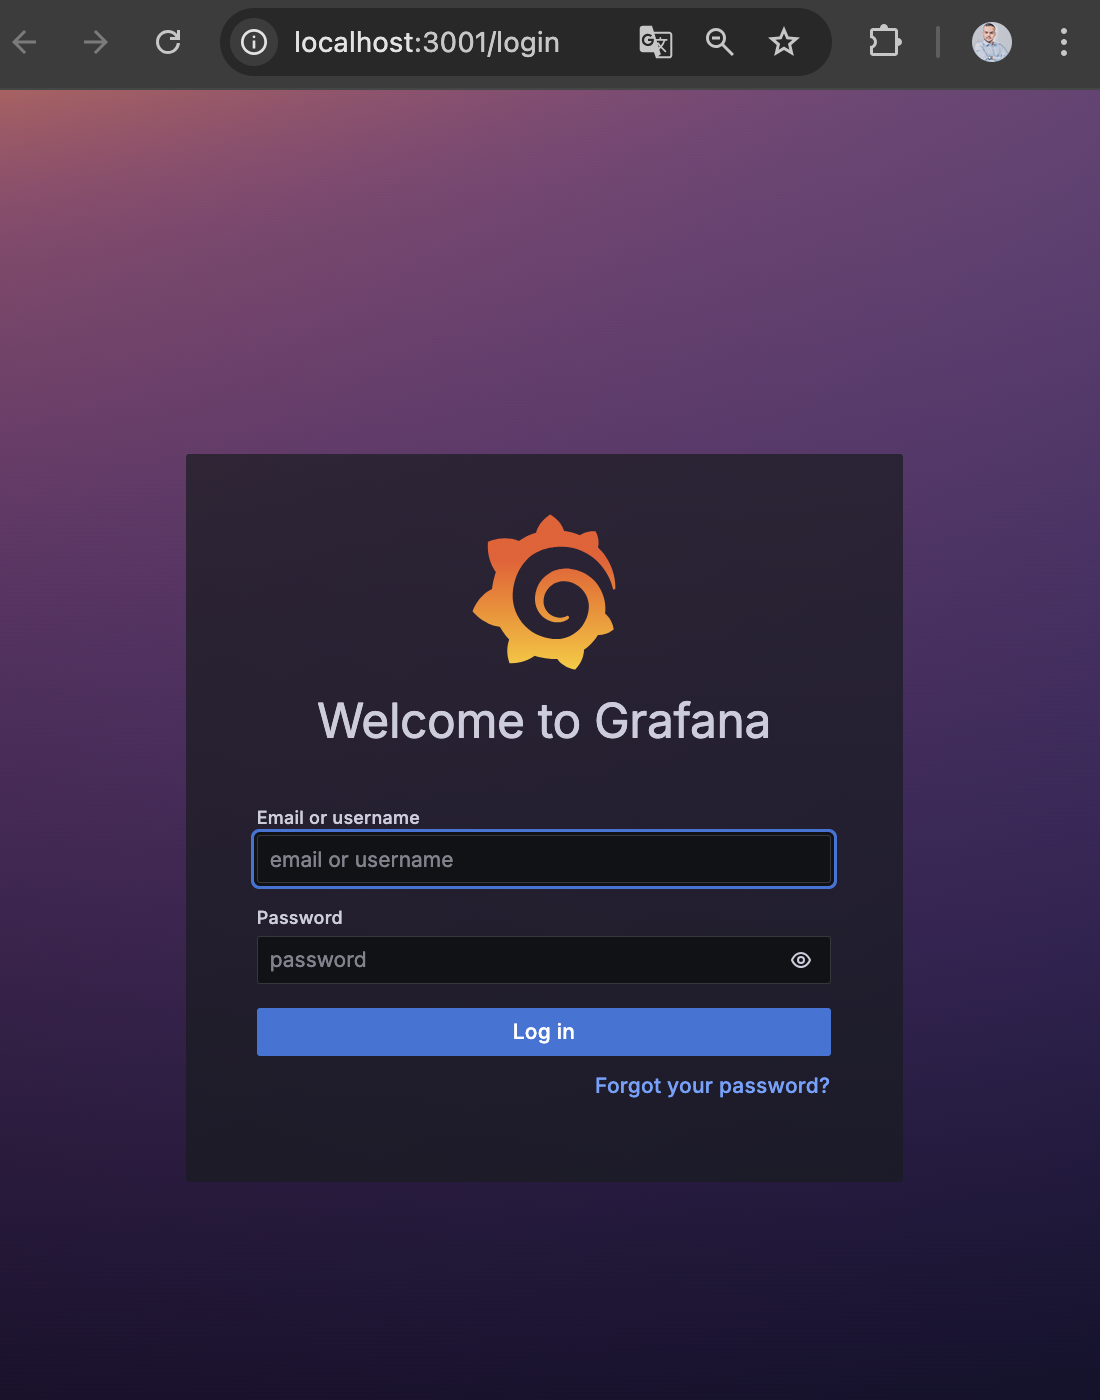 localhost:3001/login
Welcome to Grafana
Email or username
email or username
Password
password
Log in
Forgot your password?